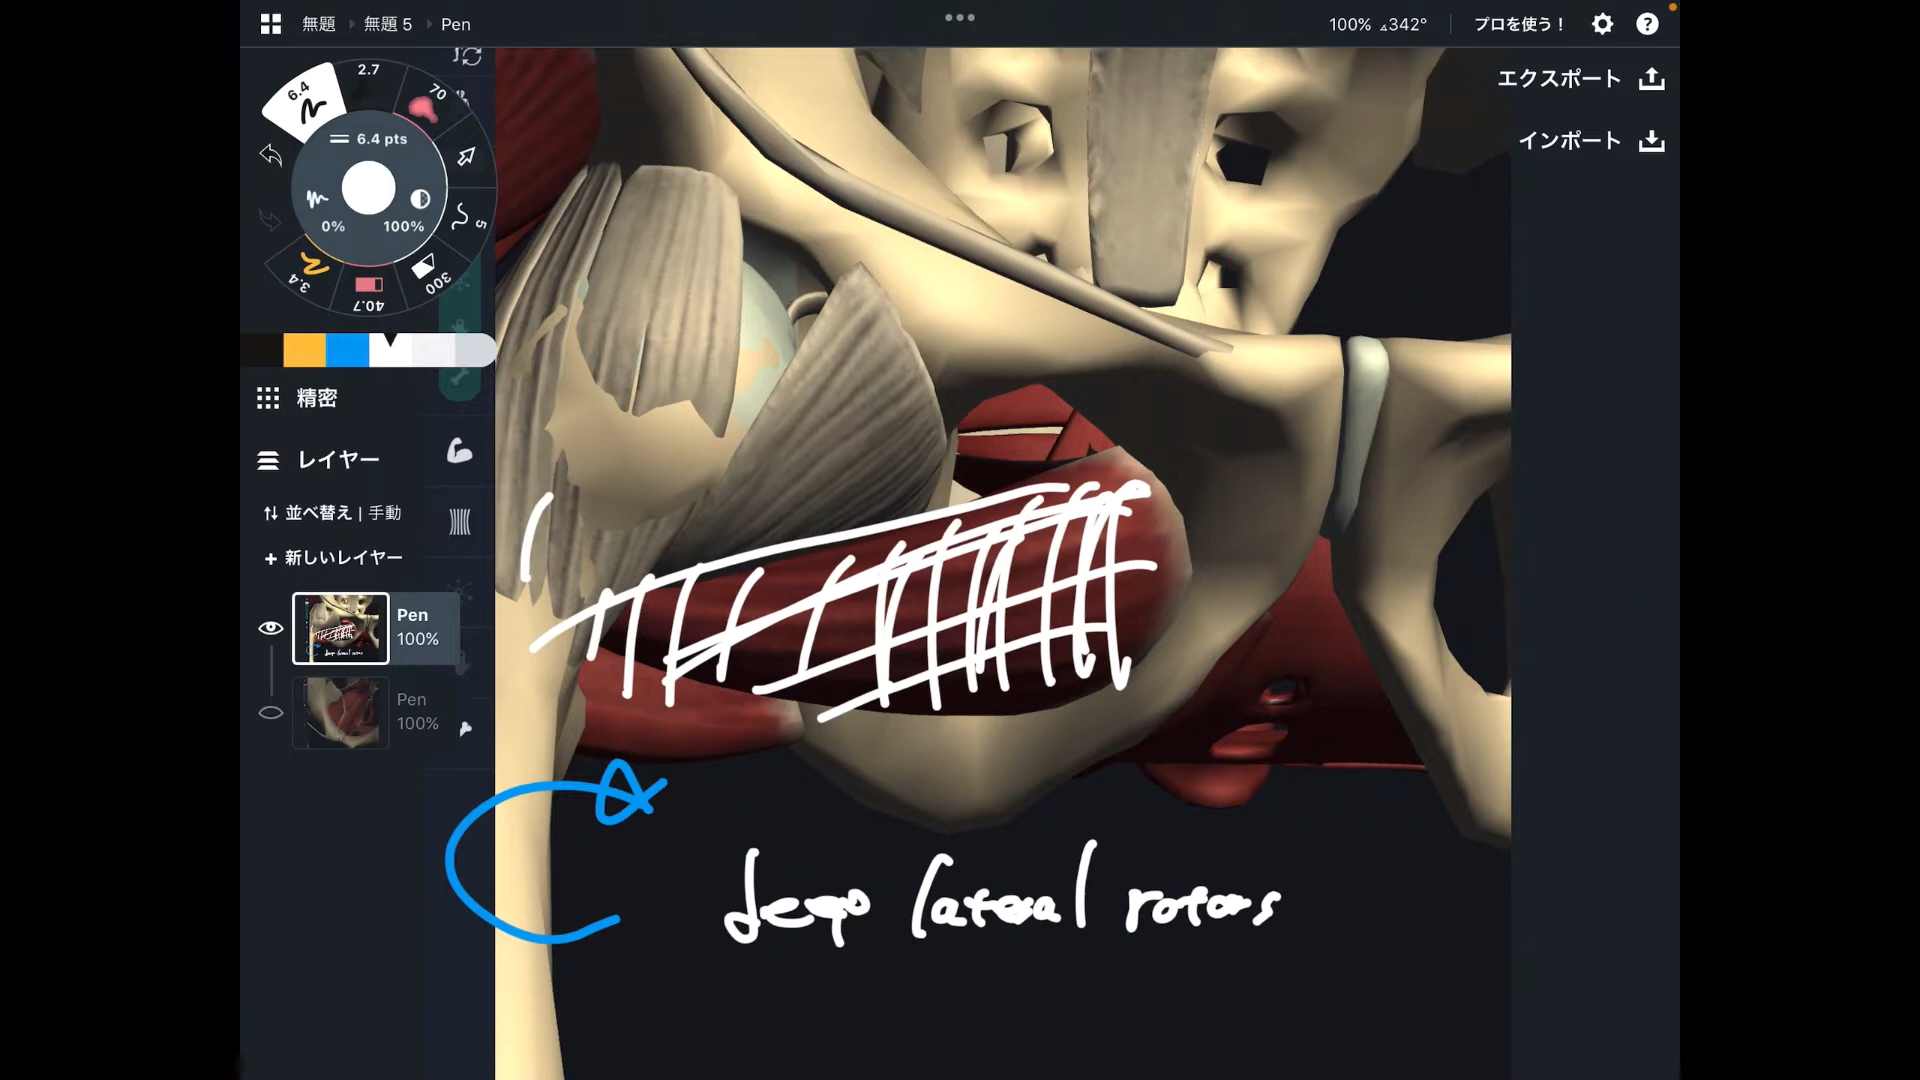 無題 無題 5 Pen
100% 342°
プロを使う！
?
エクスポート
インポート
2.7
6.4
70
6.4 pts
0% 100%
5
3.4
40.7
300
精密
レイヤー
並べ替え | 手動
+ 新しいレイヤー
Pen
100%
Pen
100%
deep lateral rotors